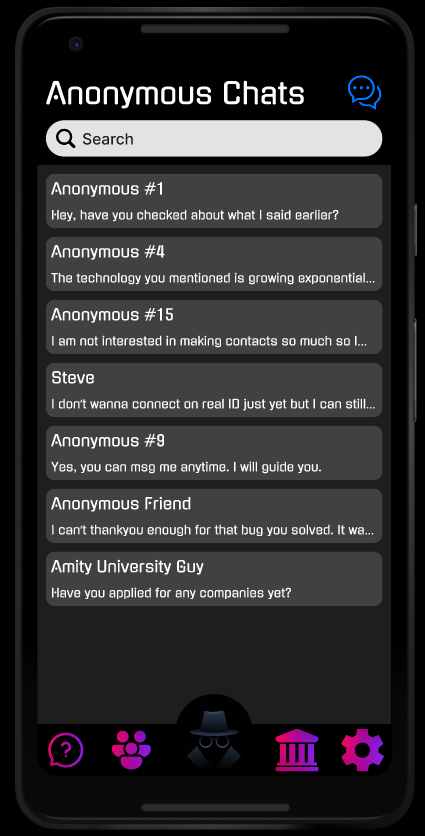 Anonymous Chats
Search
Anonymous #1
Hey, have you checked about what I said earlier?
Anonymous #4
The technology you mentioned is growing exponential...
Anonymous #15
I am not interested in making contacts so much so I...
Steve
I don't wanna connect on real ID just yet but I can still...
Anonymous #9
Yes, you can msg me anytime. I will guide you.
Anonymous Friend
I can't thankyou enough for that bug you solved. It wa...
Amity University Guy
Have you applied for any companies yet?
?